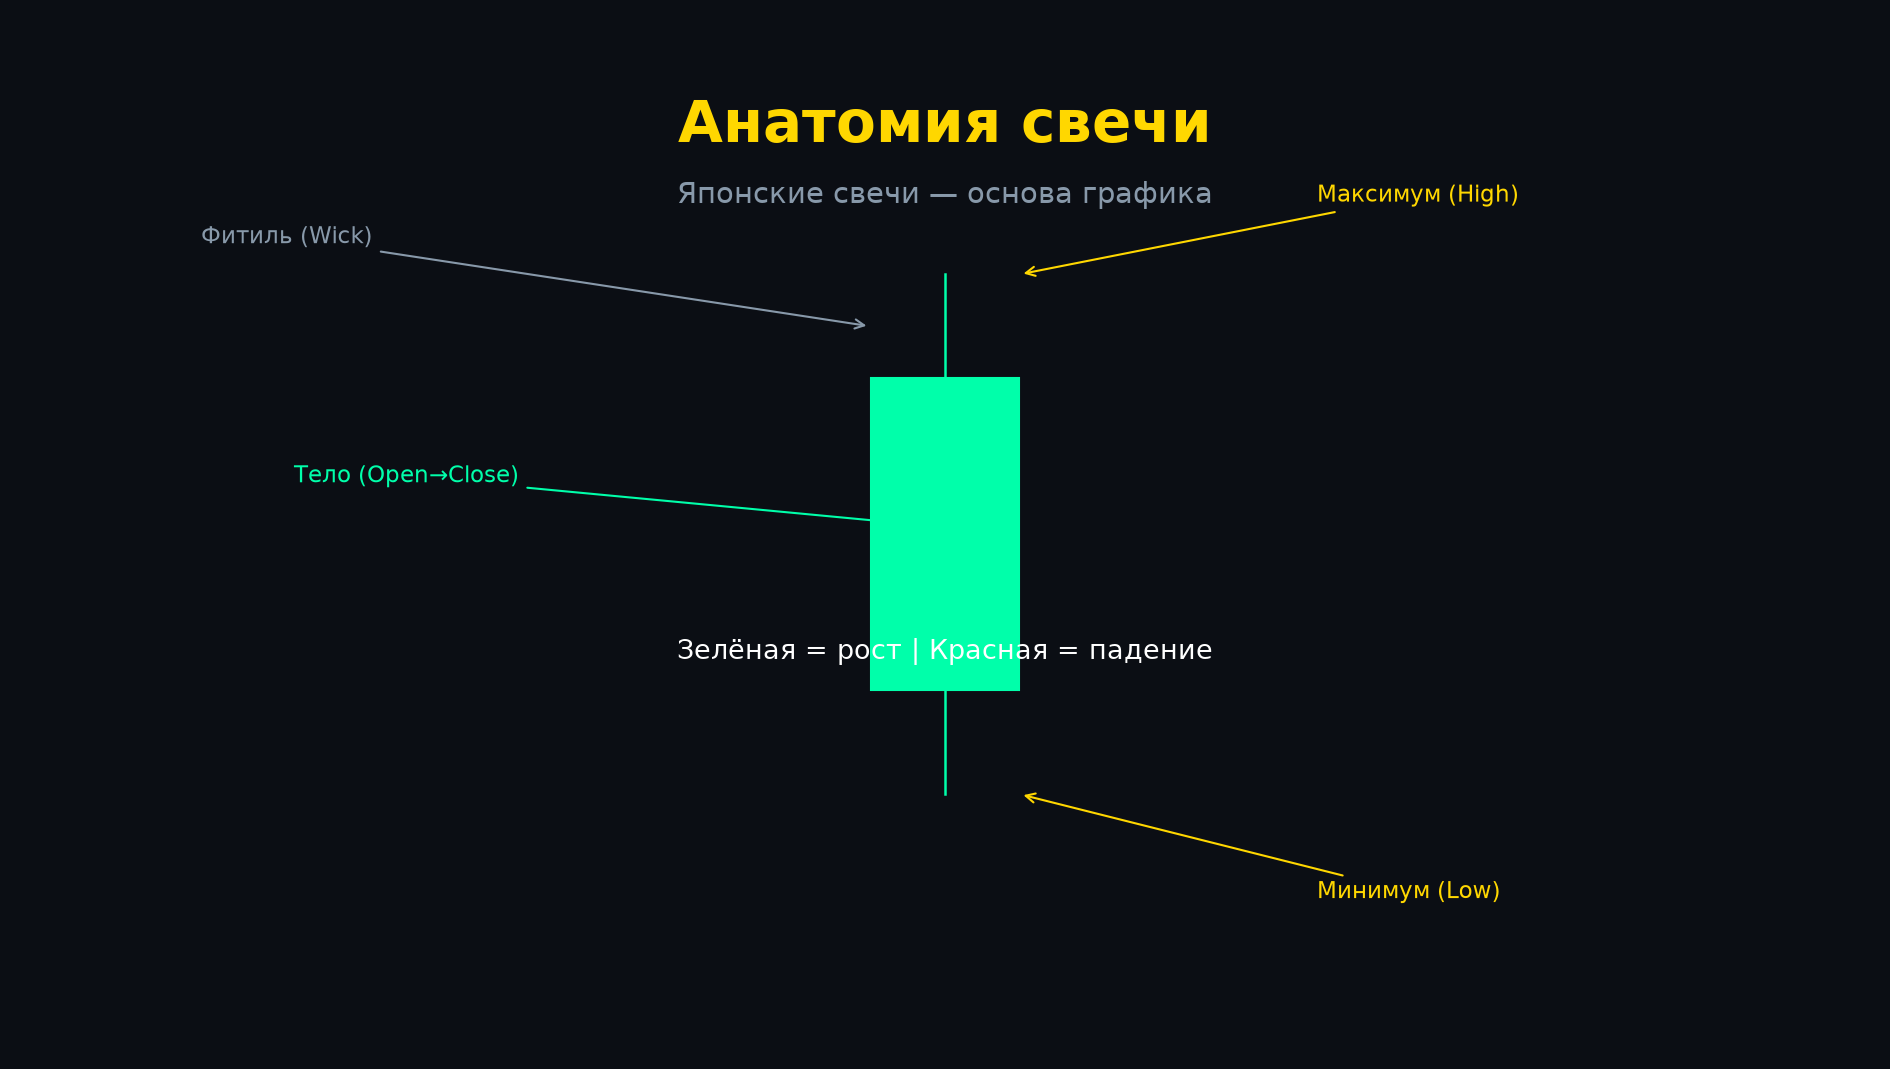 Анатомия свечи
Японские свечи — основа графика
Максимум (High)
Фитиль (Wick)
Тело (Open→Close)
Зелёная = рост | Красная = падение
Минимум (Low)